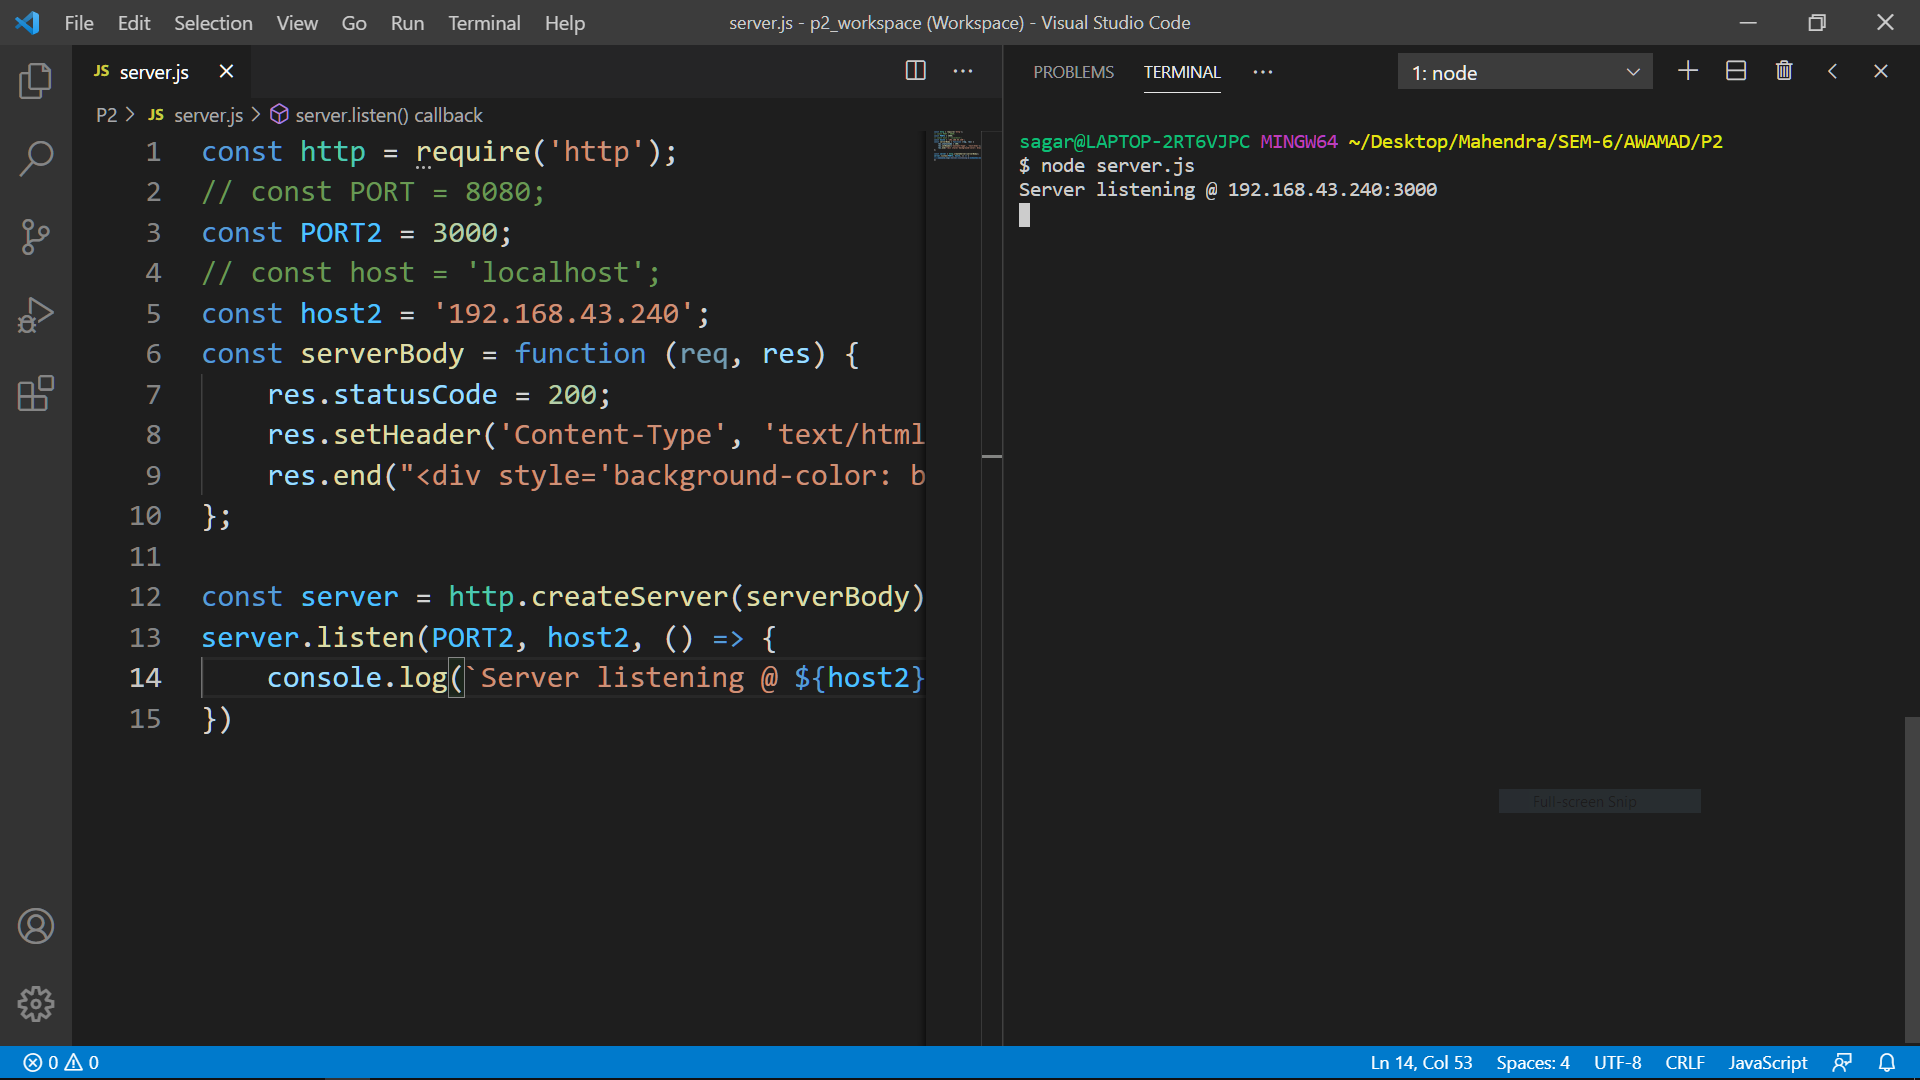 File Edit Selection View Go Run Terminal Help
server.js - p2_workspace (Workspace) - Visual Studio Code
JS server.js
P2 > JS server.js > server.listen() callback
1 const http = require('http');
2 // const PORT = 8080;
3 const PORT2 = 3000;
4 // const host = 'localhost';
5 const host2 = '192.168.43.240';
6 const serverBody = function (req, res) {
7 res.statusCode = 200;
8 res.setHeader('Content-Type', 'text/html
9 res.end("<div style='background-color: b
10 };
11
12 const server = http.createServer(serverBody)
13 server.listen(PORT2, host2, () => {
14 console.log(`Server listening @ ${host2}
15 })
PROBLEMS TERMINAL ...
1: node
sagar@LAPTOP-2RT6VJPC MINGW64 ~/Desktop/Mahendra/SEM-6/AWAMAD/P2
$ node server.js
Server listening @ 192.168.43.240:3000
Full-screen Snip
0 0
Ln 14, Col 53 Spaces: 4 UTF-8 CRLF JavaScript